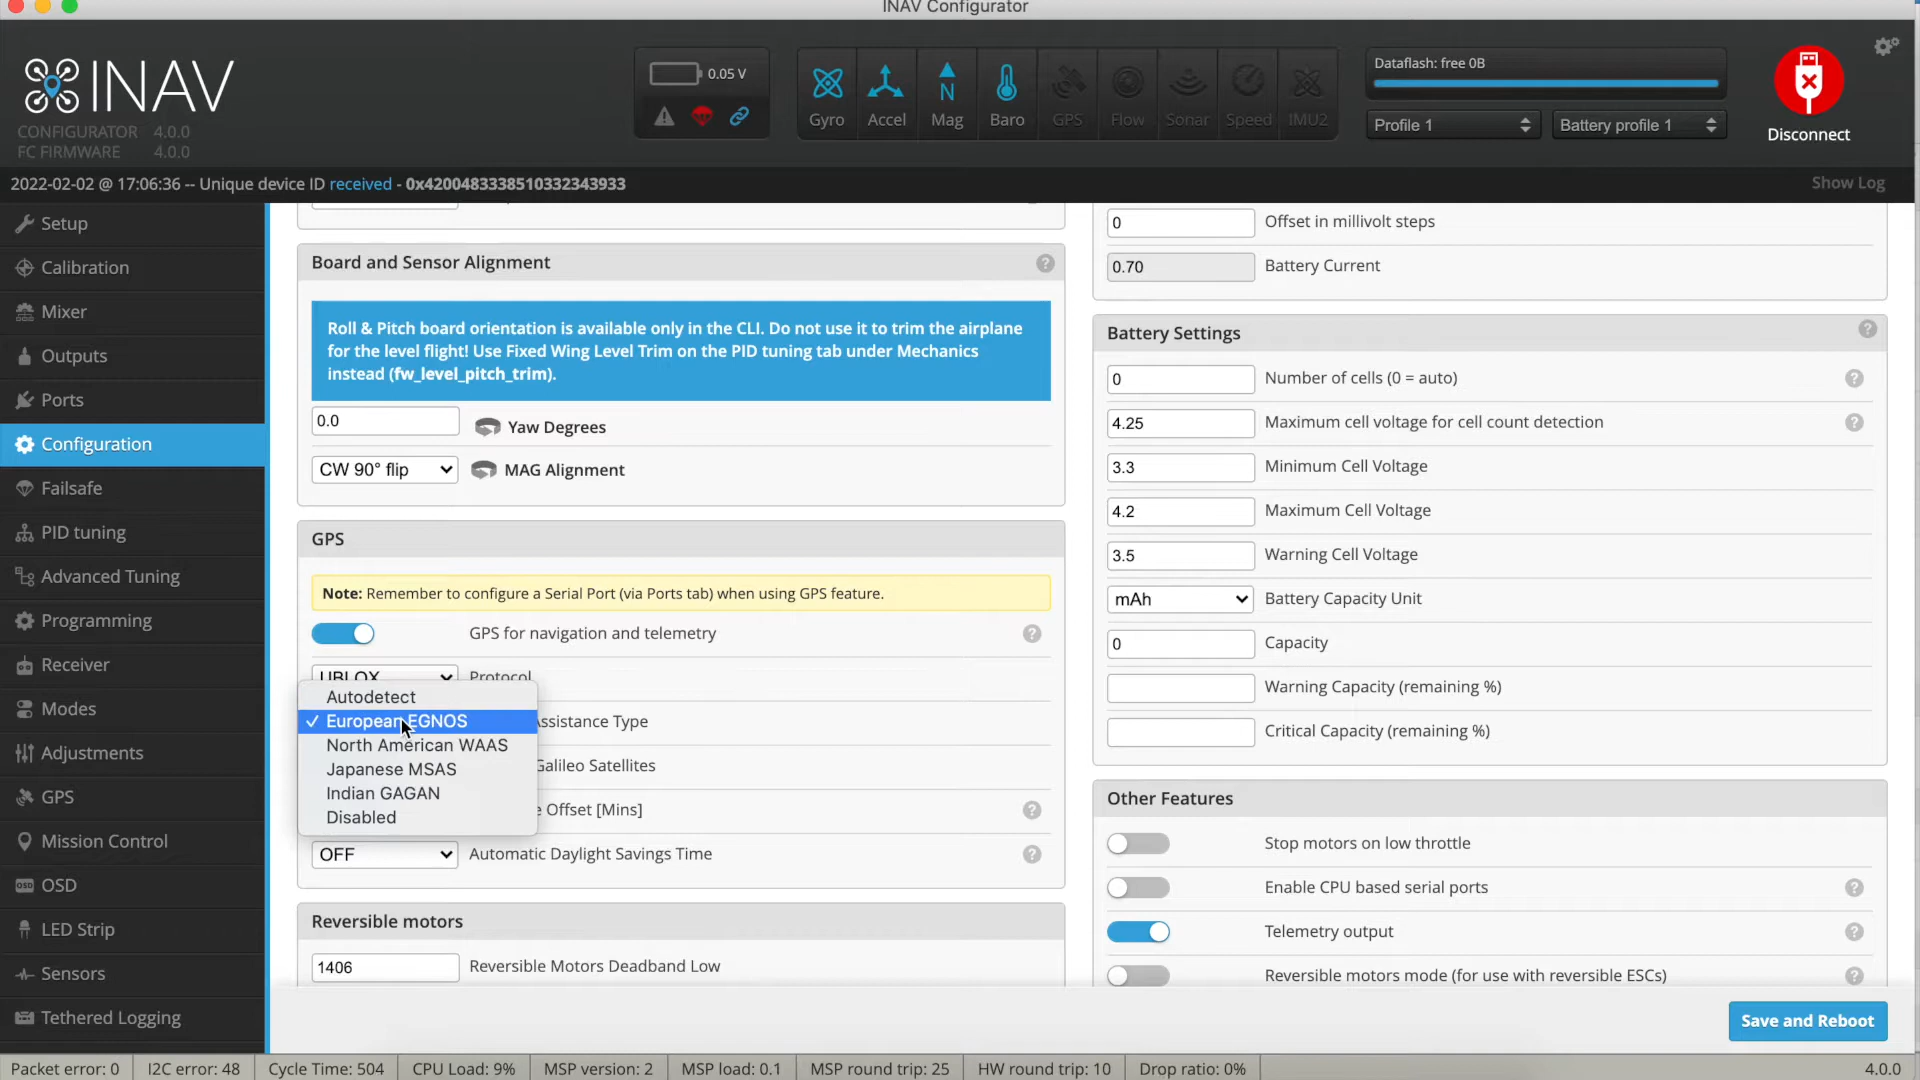 INAV Configurator
INAV
CONFIGURATOR 4.0.0
FC FIRMWARE 4.0.0
0.05 V
Gyro
Accel
N
Mag
Baro
GPS
Flow
Sonar
Speed
IMU2
Dataflash: free 0B
Profile 1
Battery profile 1
Disconnect
2022-02-02 @ 17:06:36 -- Unique device ID received - 0x4200483338510332343933
Show Log
Setup
Calibration
Mixer
Outputs
Ports
Configuration
Failsafe
PID tuning
Advanced Tuning
Programming
Receiver
Modes
Adjustments
GPS
Mission Control
OSD
LED Strip
Sensors
Tethered Logging
Board and Sensor Alignment
Roll & Pitch board orientation is available only in the CLI. Do not use it to trim the airplane
for the level flight! Use Fixed Wing Level Trim on the PID tuning tab under Mechanics
instead (fw_level_pitch_trim).
0.0 Yaw Degrees
CW 90° flip MAG Alignment
GPS
Note: Remember to configure a Serial Port (via Ports tab) when using GPS feature.
GPS for navigation and telemetry
UBLOX Protocol
Autodetect
✓ European EGNOS
North American WAAS
Japanese MSAS
Indian GAGAN
Disabled
Assistance Type
Galileo Satellites
Offset [Mins]
OFF Automatic Daylight Savings Time
Reversible motors
1406 Reversible Motors Deadband Low
0 Offset in millivolt steps
0.70 Battery Current
Battery Settings
0 Number of cells (0 = auto)
4.25 Maximum cell voltage for cell count detection
3.3 Minimum Cell Voltage
4.2 Maximum Cell Voltage
3.5 Warning Cell Voltage
mAh Battery Capacity Unit
0 Capacity
Warning Capacity (remaining %)
Critical Capacity (remaining %)
Other Features
Stop motors on low throttle
Enable CPU based serial ports
Telemetry output
Reversible motors mode (for use with reversible ESCs)
Save and Reboot
Packet error: 0
I2C error: 48
Cycle Time: 504
CPU Load: 9%
MSP version: 2
MSP load: 0.1
MSP round trip: 25
HW round trip: 10
Drop ratio: 0%
4.0.0